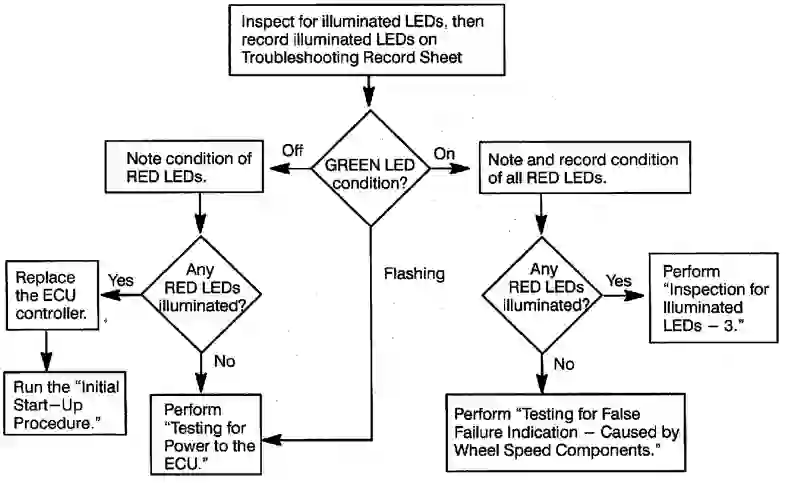 Inspect for illuminated LEDs, then
record illuminated LEDs on
Troubleshooting Record Sheet
Off
GREEN LED
condition?
On
Note condition of
RED LEDs.
Note and record condition
of all RED LEDs.
Flashing
Replace
the ECU
controller.
Yes
Any
RED LEDs
illuminated?
Any
RED LEDs
illuminated?
Yes
Perform
“Inspection for
Illuminated
LEDs – 3.”
No
No
Run the “Initial
Start–Up
Procedure.”
Perform
“Testing for
Power to the
ECU.”
Perform “Testing for False
Failure Indication – Caused by
Wheel Speed Components.”